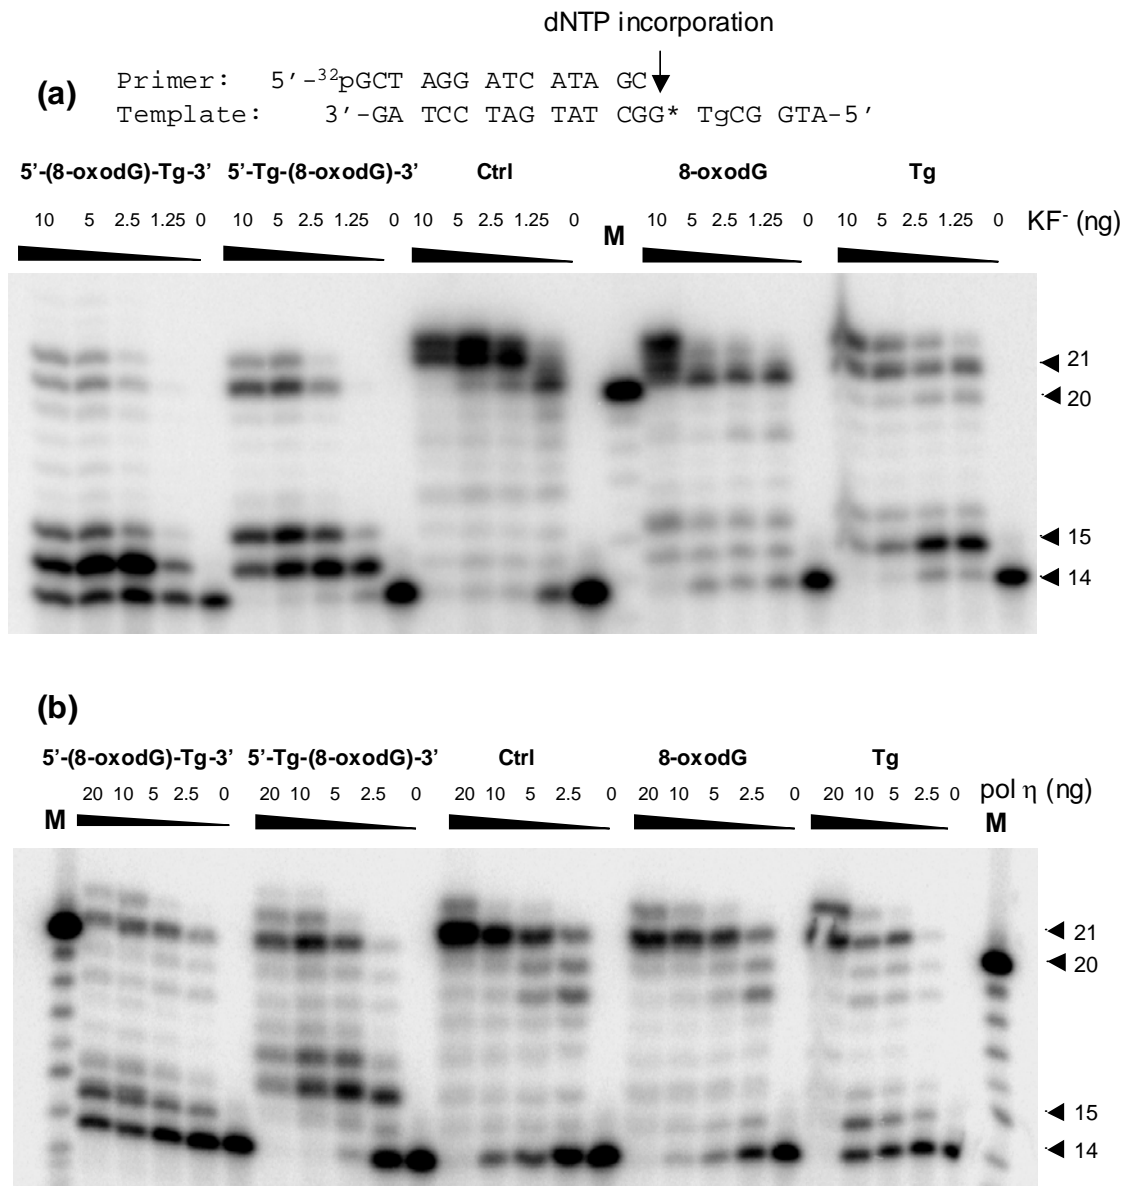 dNTP incorporation
(a)
Primer: 5'-32pGCT AGG ATC ATA GC
Template: 3'-GA TCC TAG TAT CGG* TgCG GTA-5'
5'-(8-oxodG)-Tg-3' 5'-Tg-(8-oxodG)-3' Ctrl 8-oxodG Tg
10 5 2.5 1.25 0 10 5 2.5 1.25 0 10 5 2.5 1.25 0 M 10 5 2.5 1.25 0 10 5 2.5 1.25 0 KF- (ng)
21
20
15
14
(b)
5'-(8-oxodG)-Tg-3' 5'-Tg-(8-oxodG)-3' Ctrl 8-oxodG Tg
20 10 5 2.5 0 20 10 5 2.5 0 20 10 5 2.5 0 20 10 5 2.5 0 20 10 5 2.5 0 pol η (ng)
M M
21
20
15
14